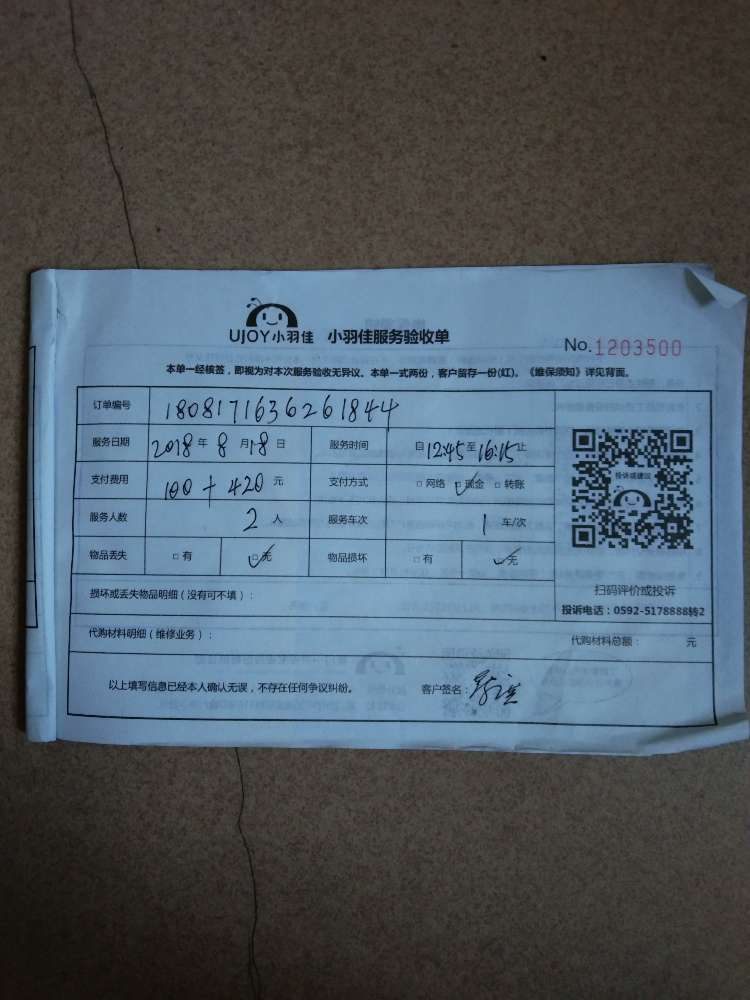 UJOY小羽佳 小羽佳服务验收单
No.1203500
本单一经核签，即视为对本次服务验收无异议。本单一式两份，客户留存一份(红)。《维保须知》详见背面。
订单编号 1808171636261844
服务日期 2018年8月18日 服务时间 自12:45至16:15止
支付费用 100+420元 支付方式 □网络 ☑现金 □转账
服务人数 2人 服务车次 1车/次
物品丢失 □有 ☑无 物品损坏 □有 ☑无
投诉或建议
扫码评价或投诉
投诉电话：0592-5178888转2
损坏或丢失物品明细（没有可不填）：
代购材料明细（维修业务）： 代购材料总额： 元
以上填写信息已经本人确认无误，不存在任何争议纠纷。 客户签名：